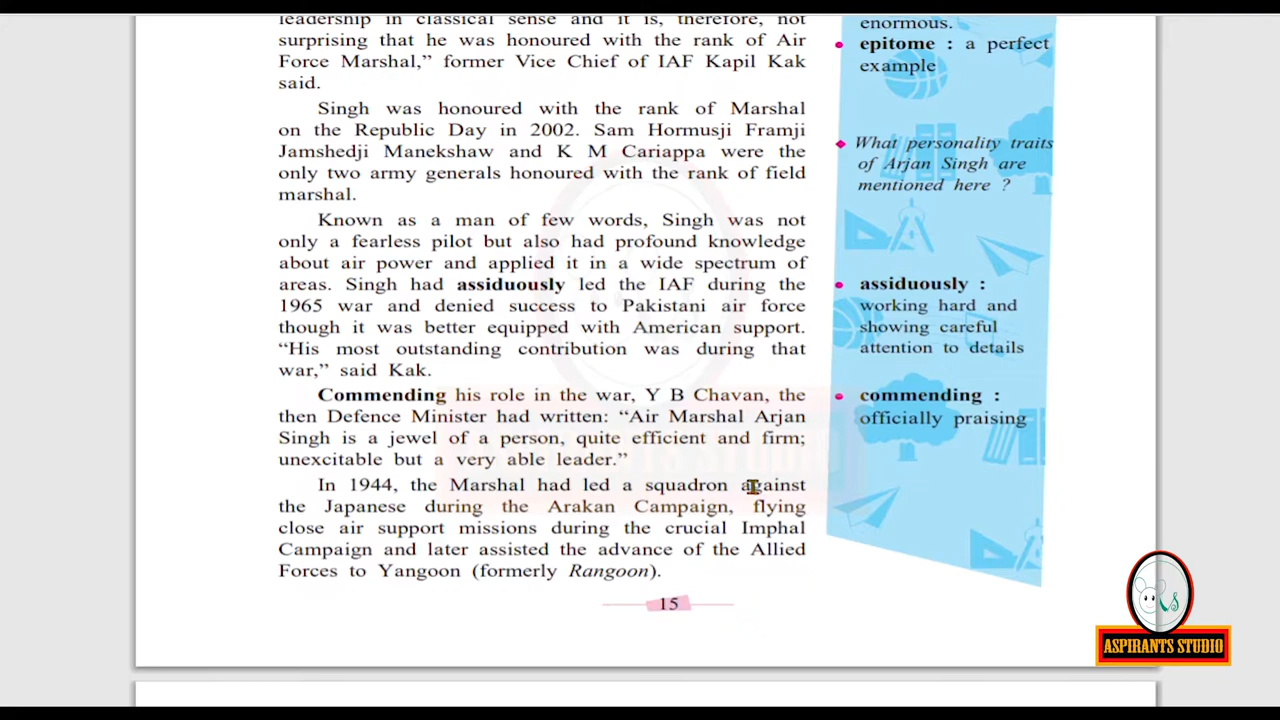 leadership in classical sense and it is, therefore, not
surprising that he was honoured with the rank of Air
Force Marshal,” former Vice Chief of IAF Kapil Kak
said.
Singh was honoured with the rank of Marshal
on the Republic Day in 2002. Sam Hormusji Framji
Jamshedji Manekshaw and K M Cariappa were the
only two army generals honoured with the rank of field
marshal.
Known as a man of few words, Singh was not
only a fearless pilot but also had profound knowledge
about air power and applied it in a wide spectrum of
areas. Singh had assiduously led the IAF during the
1965 war and denied success to Pakistani air force
though it was better equipped with American support.
“His most outstanding contribution was during that
war,” said Kak.
Commending his role in the war, Y B Chavan, the
then Defence Minister had written: “Air Marshal Arjan
Singh is a jewel of a person, quite efficient and firm;
unexcitable but a very able leader.”
In 1944, the Marshal had led a squadron against
the Japanese during the Arakan Campaign, flying
close air support missions during the crucial Imphal
Campaign and later assisted the advance of the Allied
Forces to Yangoon (formerly Rangoon).
15
enormous.
epitome : a perfect
example
What personality traits
of Arjan Singh are
mentioned here ?
assiduously :
working hard and
showing careful
attention to details
commending :
officially praising
ASPIRANTS STUDIO